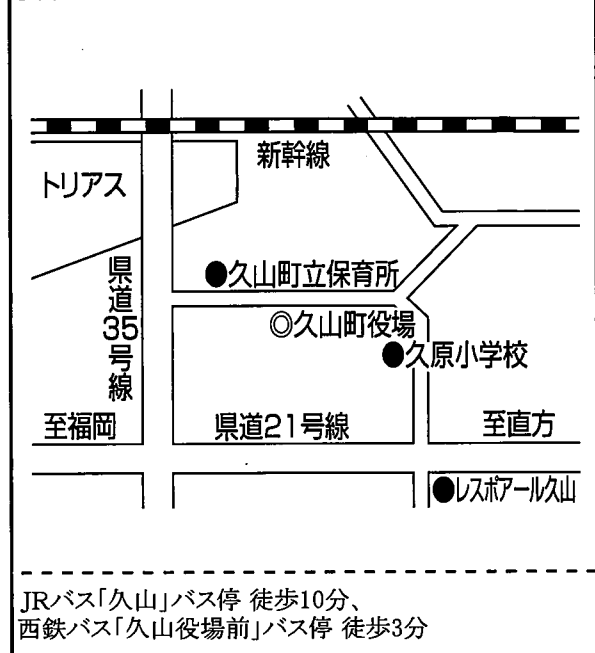 新幹線
トリアス
●久山町立保育所
県道35号線
◎久山町役場
●久原小学校
至福岡
県道21号線
至直方
●レスポアール久山
JRバス「久山」バス停 徒歩10分、
西鉄バス「久山役場前」バス停 徒歩3分